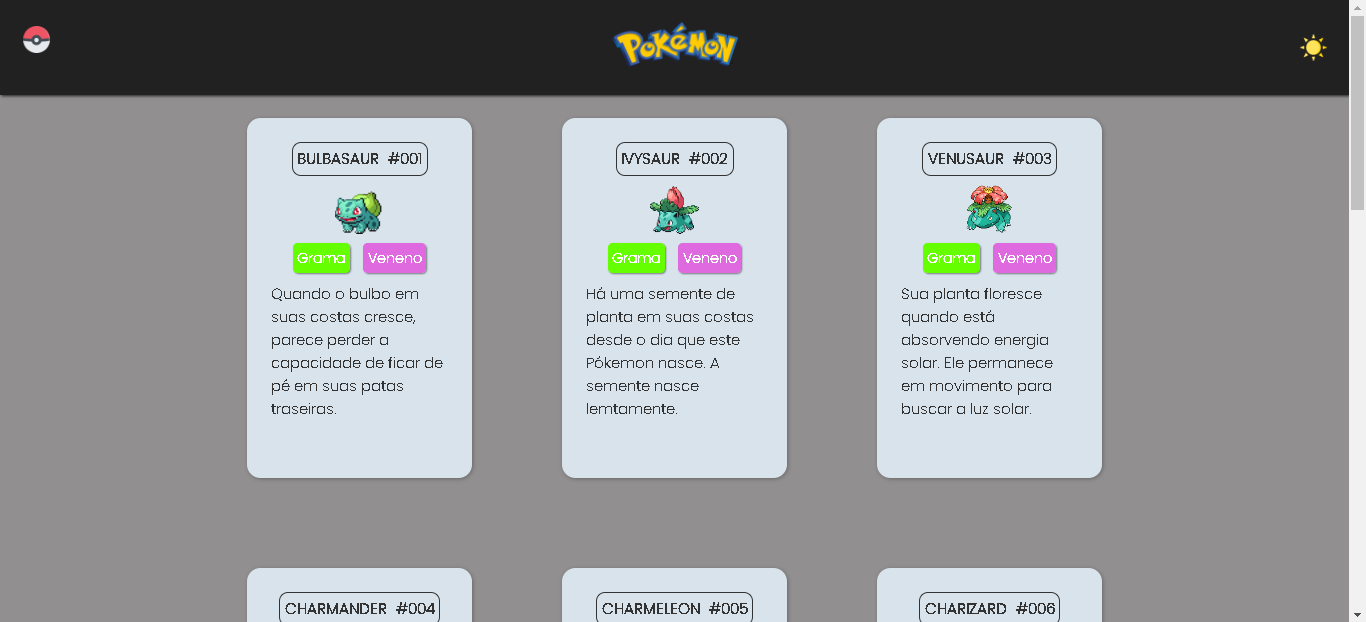 POKéMON
BULBASAUR #001
Grama Veneno
Quando o bulbo em
suas costas cresce,
parece perder a
capacidade de ficar de
pé em suas patas
traseiras.
IVYSAUR #002
Grama Veneno
Há uma semente de
planta em suas costas
desde o dia que este
Pókemon nasce. A
semente nasce
lemtamente.
VENUSAUR #003
Grama Veneno
Sua planta floresce
quando está
absorvendo energia
solar. Ele permanece
em movimento para
buscar a luz solar.
CHARMANDER #004
CHARMELEON #005
CHARIZARD #006